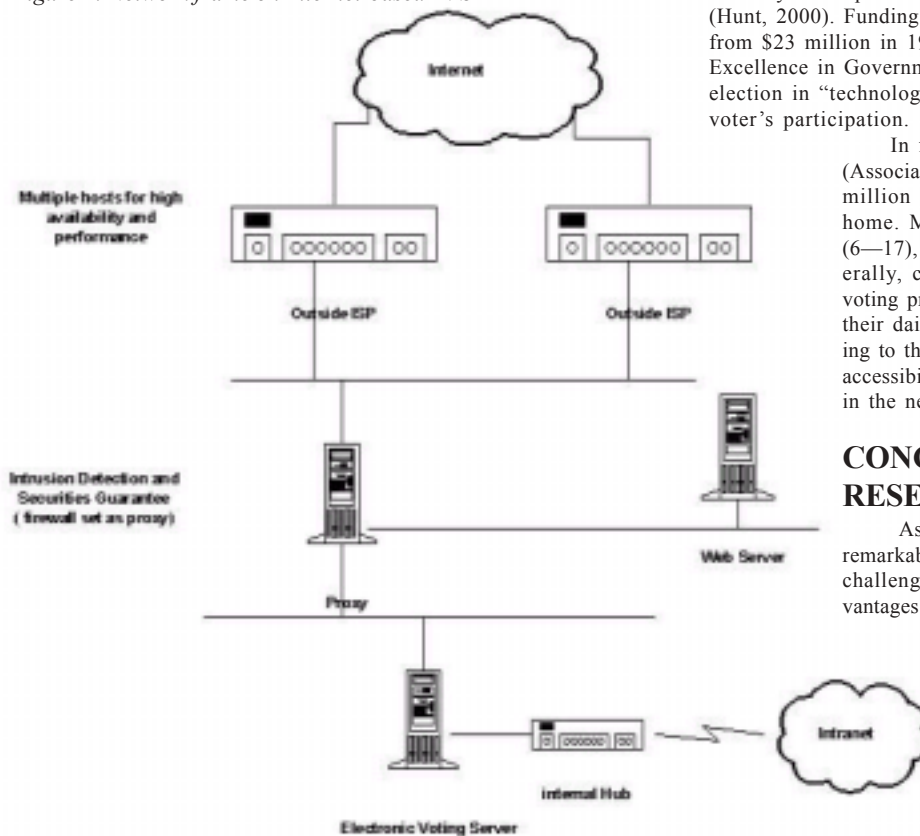 Internet
Multiple hosts for high
availability and
performance
Outside ISP
Outside ISP
Intrusion Detection and
Securities Guarantee
( firewall set as proxy)
Web Server
Proxy
Intranet
internal Hub
Electronic Voting Server
(Hunt, 2000). Funding
from $23 million in 19
Excellence in Governm
election in “technolog
voter’s participation.
In
(Associa
million
home. M
(6—17),
erally, c
voting pr
their dai
ing to th
accessibi
in the ne
CONC
RESE
As
remarkab
challeng
vantages